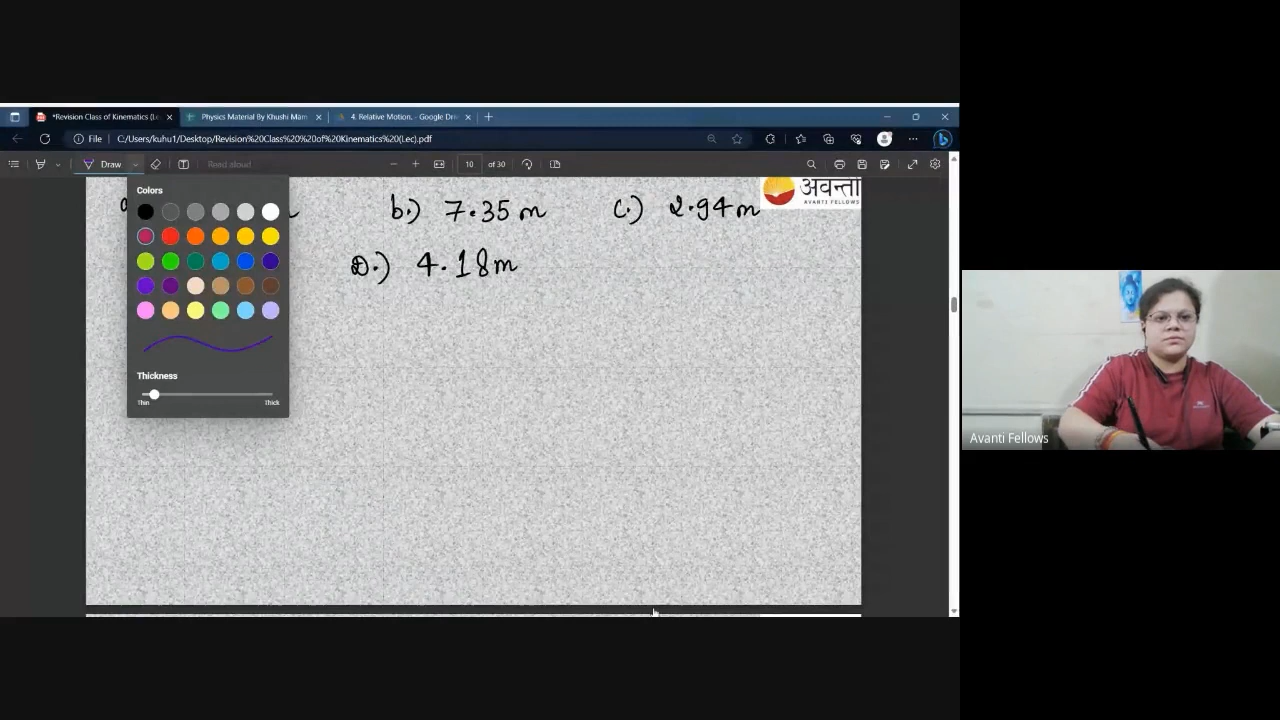 *Revision Class of Kinematics (Le
Physics Material By Khushi Mam
4. Relative Motion. - Google Dri
File
C:/Users/kuhu1/Desktop/Revision%20Class%20%20of%20Kinematics%20(Lec).pdf
Draw
Read aloud
10 of 30
Colors
Thickness
Thin Thick
अवन्ती
AVANTI FELLOWS
b.) 7.35 m c.) 2.94 m
D.) 4.18 m
Avanti Fellows